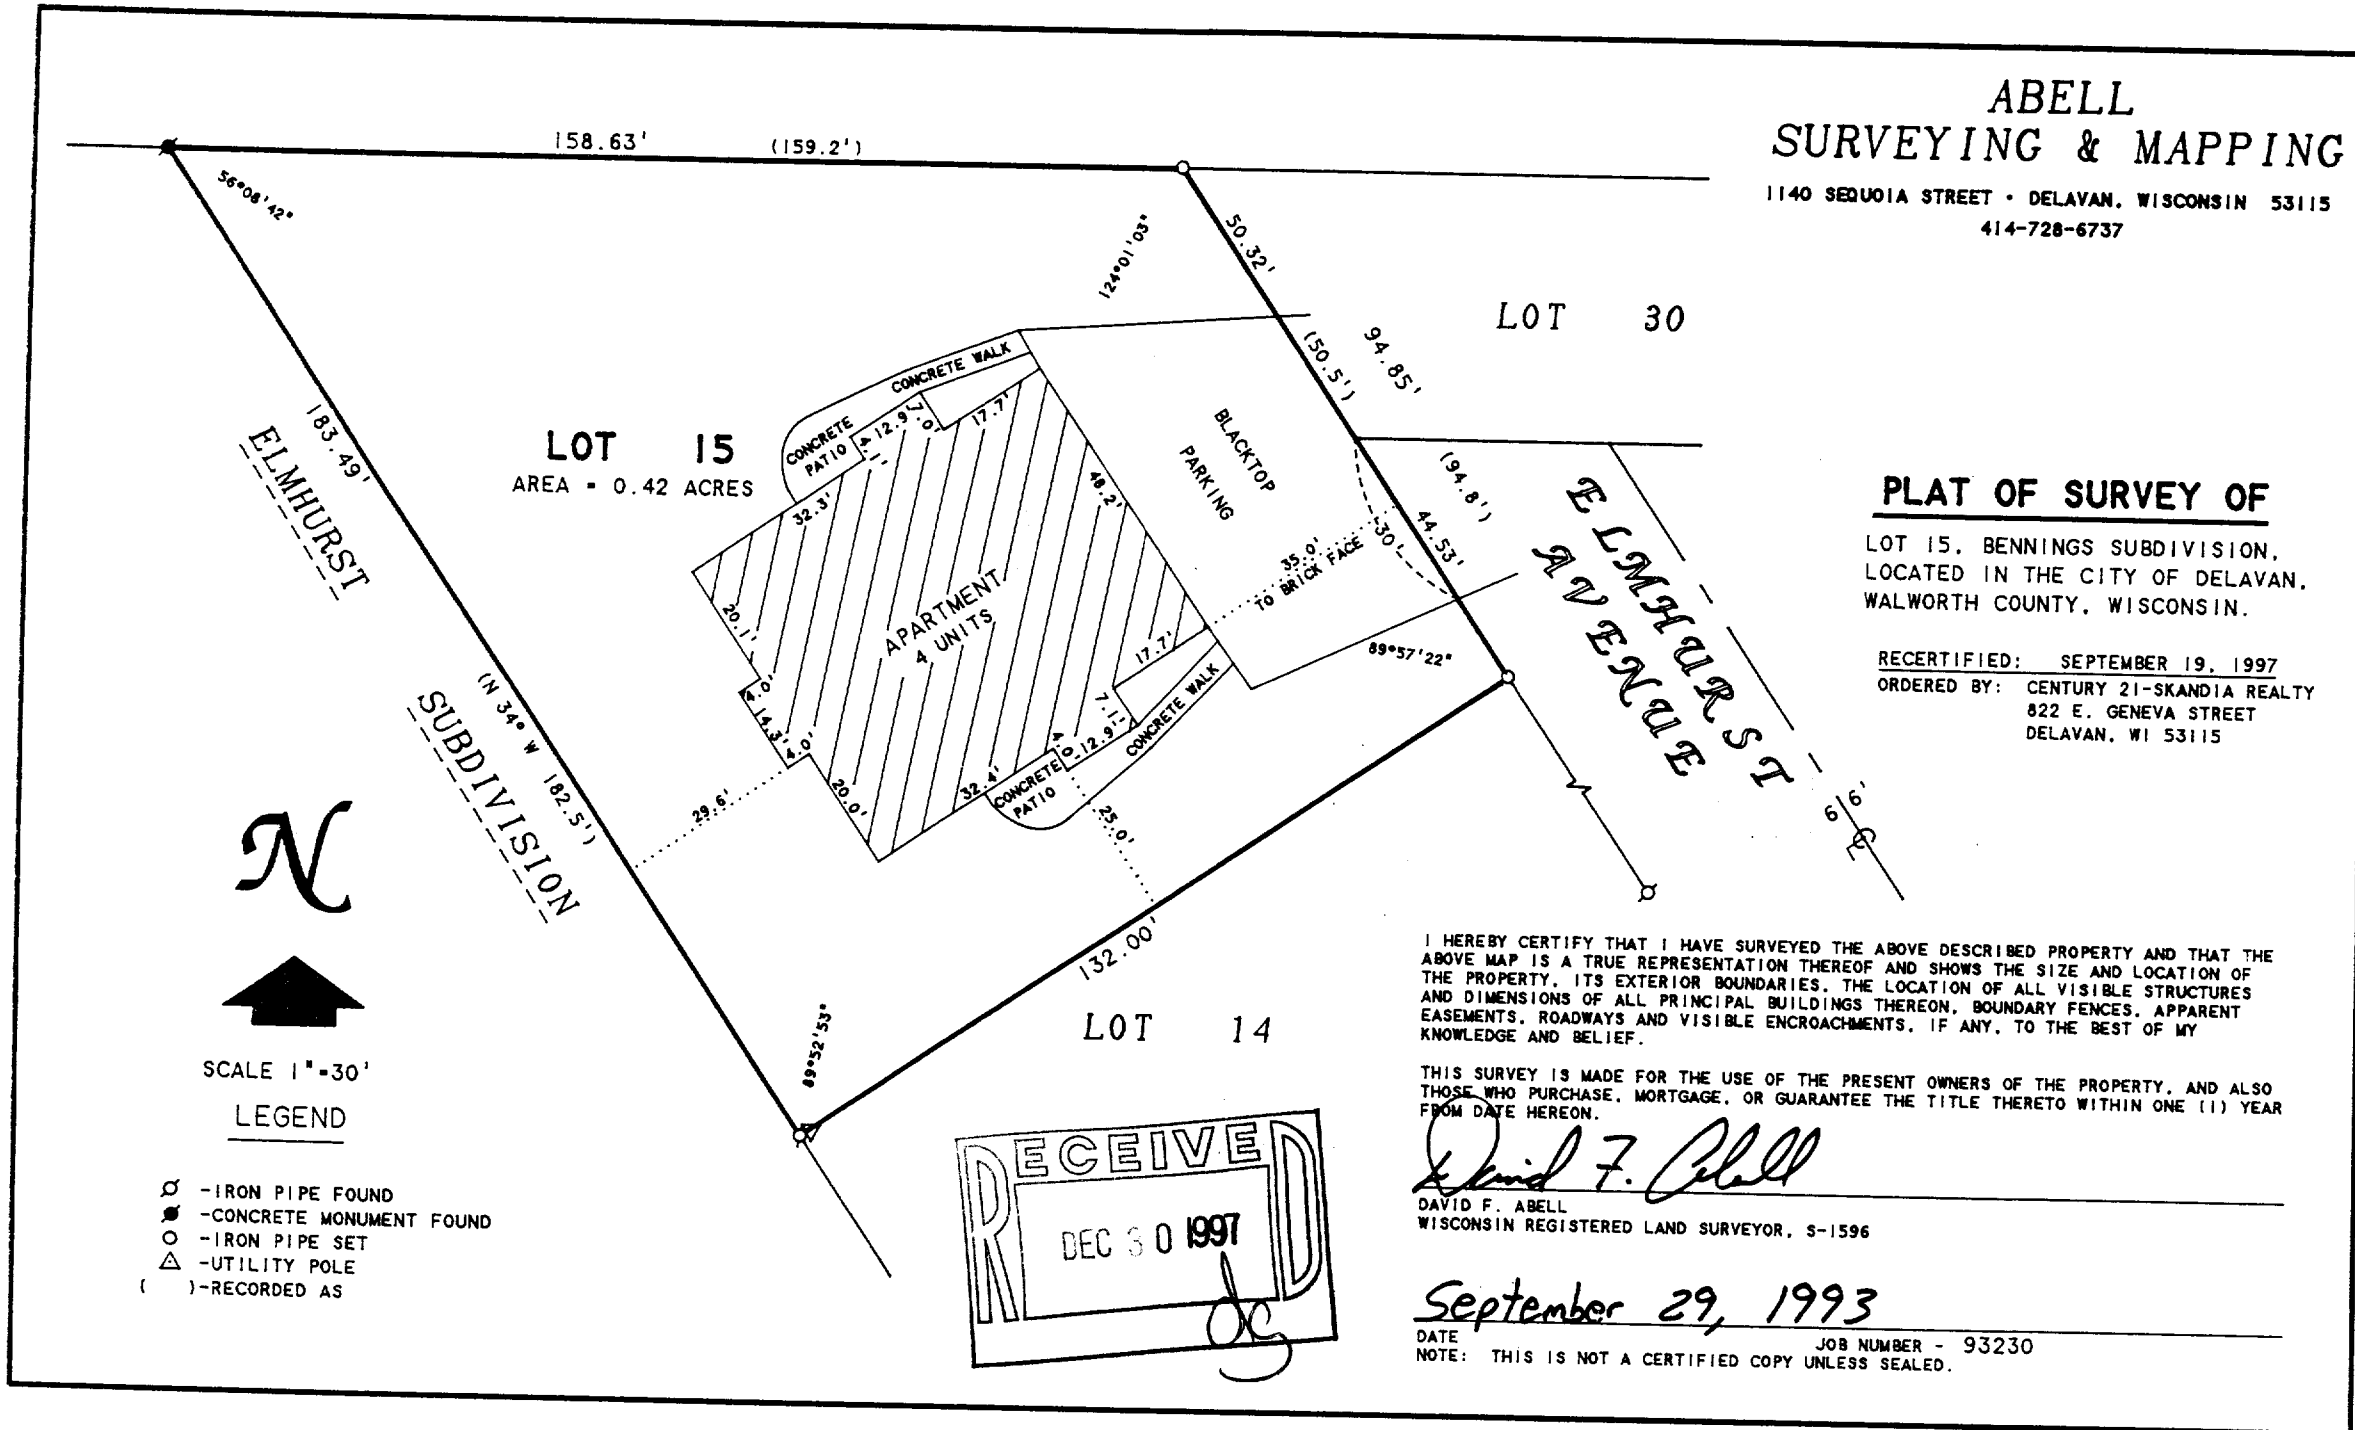 ABELL
SURVEYING & MAPPING
1140 SEQUOIA STREET • DELAVAN, WISCONSIN 53115
414-728-6737
158.63' (159.2')
56°08'42"
124°01'03"
50.32'
(50.5')
94.85'
(94.8')
44.53'
LOT 30
183.49'
(N 34° W 182.5')
ELMHURST
SUBDIVISION
LOT 15
AREA = 0.42 ACRES
CONCRETE WALK
CONCRETE
PATIO
4.1'
12.9'
7.0'
17.7'
32.3'
48.2'
BLACKTOP
PARKING
35.0'
TO BRICK FACE
30'
APARTMENT
4 UNITS
20.1'
4.0'
14.3'
4.0'
20.0'
29.6'
32.4'
CONCRETE
PATIO
4.0'
12.9'
7.1'
17.7'
CONCRETE WALK
25.0'
89°57'22"
132.00'
89°52'53"
LOT 14
ELMHURST
AVENUE
66'
CL
PLAT OF SURVEY OF
LOT 15, BENNINGS SUBDIVISION,
LOCATED IN THE CITY OF DELAVAN,
WALWORTH COUNTY, WISCONSIN.
RECERTIFIED: SEPTEMBER 19, 1997
ORDERED BY: CENTURY 21-SKANDIA REALTY
822 E. GENEVA STREET
DELAVAN, WI 53115
N
SCALE 1"=30'
LEGEND
-IRON PIPE FOUND
-CONCRETE MONUMENT FOUND
-IRON PIPE SET
-UTILITY POLE
( )-RECORDED AS
RECEIVED
DEC 30 1997
I HEREBY CERTIFY THAT I HAVE SURVEYED THE ABOVE DESCRIBED PROPERTY AND THAT THE
ABOVE MAP IS A TRUE REPRESENTATION THEREOF AND SHOWS THE SIZE AND LOCATION OF
THE PROPERTY, ITS EXTERIOR BOUNDARIES, THE LOCATION OF ALL VISIBLE STRUCTURES
AND DIMENSIONS OF ALL PRINCIPAL BUILDINGS THEREON, BOUNDARY FENCES, APPARENT
EASEMENTS, ROADWAYS AND VISIBLE ENCROACHMENTS, IF ANY, TO THE BEST OF MY
KNOWLEDGE AND BELIEF.
THIS SURVEY IS MADE FOR THE USE OF THE PRESENT OWNERS OF THE PROPERTY, AND ALSO
THOSE WHO PURCHASE, MORTGAGE, OR GUARANTEE THE TITLE THERETO WITHIN ONE (1) YEAR
FROM DATE HEREON.
David F. Abell
DAVID F. ABELL
WISCONSIN REGISTERED LAND SURVEYOR, S-1596
September 29, 1993
DATE JOB NUMBER - 93230
NOTE: THIS IS NOT A CERTIFIED COPY UNLESS SEALED.